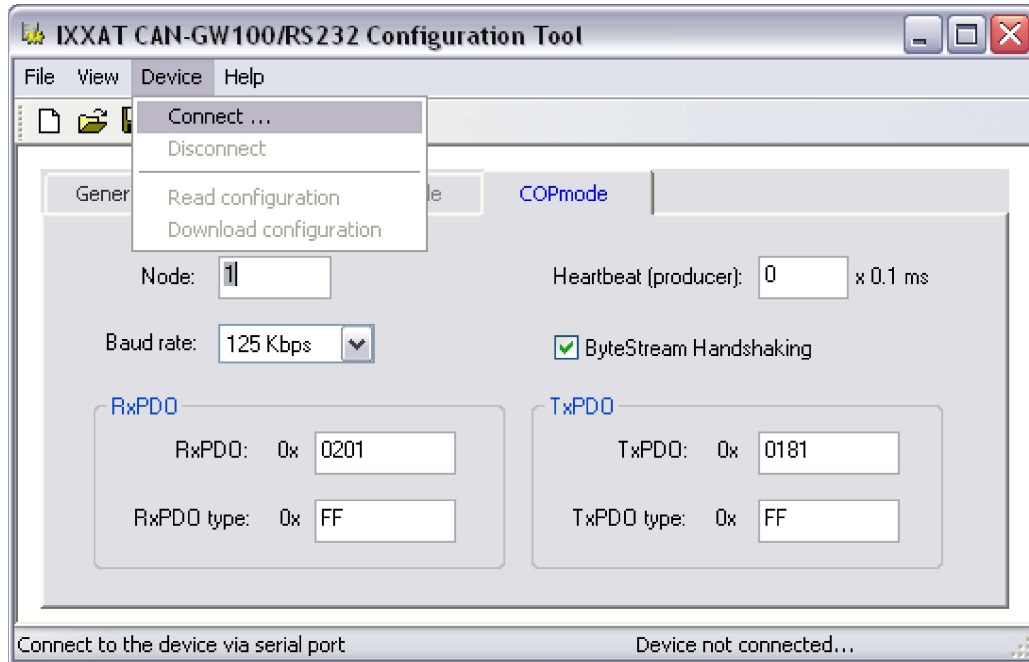 IXXAT CAN-GW100/RS232 Configuration Tool
File View Device Help
Connect ...
Disconnect
Read configuration
Download configuration
COPmode
Node: 1
Heartbeat (producer): 0 x 0.1 ms
Baud rate: 125 Kbps
ByteStream Handshaking
RxPDO
TxPDO
RxPDO: 0x 0201
TxPDO: 0x 0181
RxPDO type: 0x FF
TxPDO type: 0x FF
Connect to the device via serial port
Device not connected...